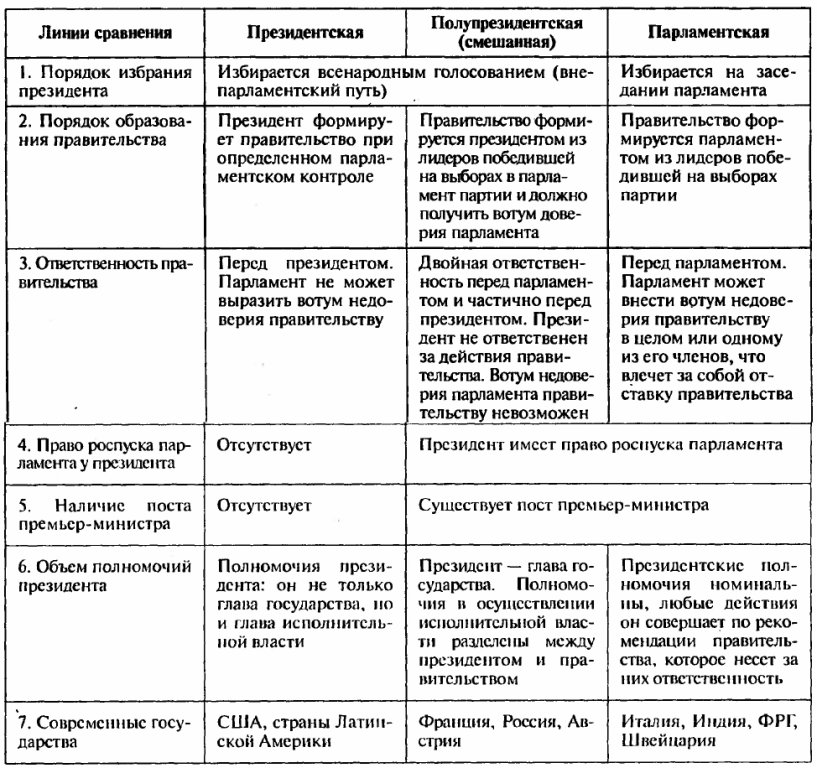 Линии сравнения
Президентская
Полупрезидентская
(смешанная)
Парламентская
1. Порядок избрания
президента
Избирается всенародным голосованием (вне-
парламентский путь)
Избирается на засе-
дании парламента
2. Порядок образова-
ния правительства
Президент формиру-
ет правительство при
определенном парла-
ментском контроле
Правительство форми-
руется президентом из
лидеров победившей
на выборах в парла-
мент партии и должно
получить вотум дове-
рия парламента
Правительство фор-
мируется парламен-
том из лидеров побе-
дившей на выборах
партии
3. Ответственность пра-
вительства
Перед президентом.
Парламент не может
выразить вотум недо-
верия правительству
Двойная ответствен-
ность перед парламен-
том и частично перед
президентом. Прези-
дент не ответственен
за действия прави-
тельства. Вотум недове-
рия парламента прави-
тельству невозможен
Перед парламентом.
Парламент может
внести вотум недове-
рия правительству
в целом или одному
из его членов, что
влечет за собой от-
ставку правительства
4. Право роспуска пар-
ламента у президента
Отсутствует
Президент имеет право роспуска парламента
5. Наличие поста
премьер-министра
Отсутствует
Существует пост премьер-министра
6. Объем полномочий
президента
Полномочия прези-
дента: он не только
глава государства, но
и глава исполнитель-
ной власти
Президент — глава го-
сударства. Полномо-
чия в осуществлении
исполнительной влас-
ти разделены между
президентом и пра-
вительством
Президентские пол-
номочия номиналь-
ны, любые действия
он совершает по реко-
мендации правитель-
ства, которое несет за
них ответственность
7. Современные госу-
дарства
США, страны Латин-
ской Америки
Франция, Россия, Ав-
стрия
Италия, Индия, ФРГ,
Швейцария